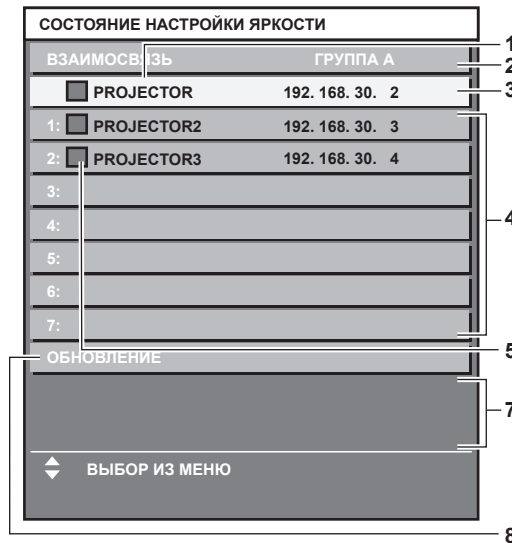 СОСТОЯНИЕ НАСТРОЙКИ ЯРКОСТИ
ВЗАИМОСВЯЗЬ ГРУППА A
PROJECTOR 192. 168. 30. 2
1: PROJECTOR2 192. 168. 30. 3
2: PROJECTOR3 192. 168. 30. 4
3:
4:
5:
6:
7:
ОБНОВЛЕНИЕ
ВЫБОР ИЗ МЕНЮ
1
2
3
4
5
7
8